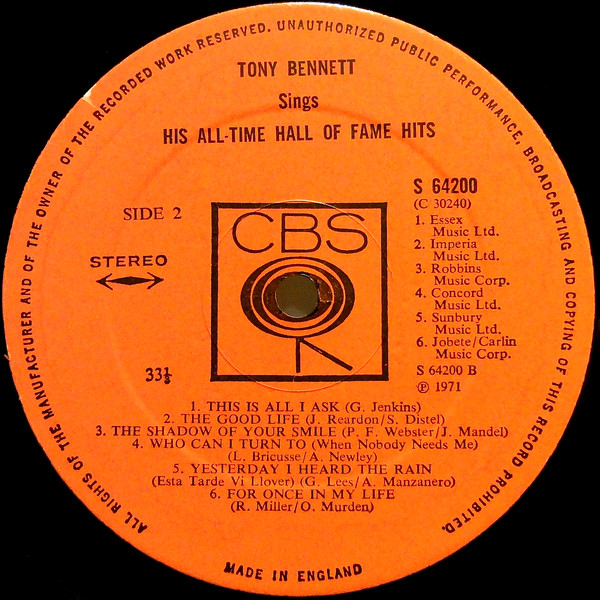 ALL RIGHTS OF THE MANUFACTURER AND OF THE OWNER OF THE RECORDED WORK RESERVED. UNAUTHORIZED PUBLIC PERFORMANCE, BROADCASTING AND COPYING OF THIS RECORD PROHIBITED.
TONY BENNETT
Sings
HIS ALL-TIME HALL OF FAME HITS
SIDE 2
STEREO
33⅓
CBS
S 64200
(C 30240)
1. Essex
Music Ltd.
2. Imperia
Music Ltd.
3. Robbins
Music Corp.
4. Concord
Music Ltd.
5. Sunbury
Music Ltd.
6. Jobete/Carlin
Music Corp.
S 64200 B
℗ 1971
1. THIS IS ALL I ASK (G. Jenkins)
2. THE GOOD LIFE (J. Reardon/S. Distel)
3. THE SHADOW OF YOUR SMILE (P. F. Webster/J. Mandel)
4. WHO CAN I TURN TO (When Nobody Needs Me)
(L. Bricusse/A. Newley)
5. YESTERDAY I HEARD THE RAIN
(Esta Tarde Vi Llover) (G. Lees/A. Manzanero)
6. FOR ONCE IN MY LIFE
(R. Miller/O. Murden)
MADE IN ENGLAND